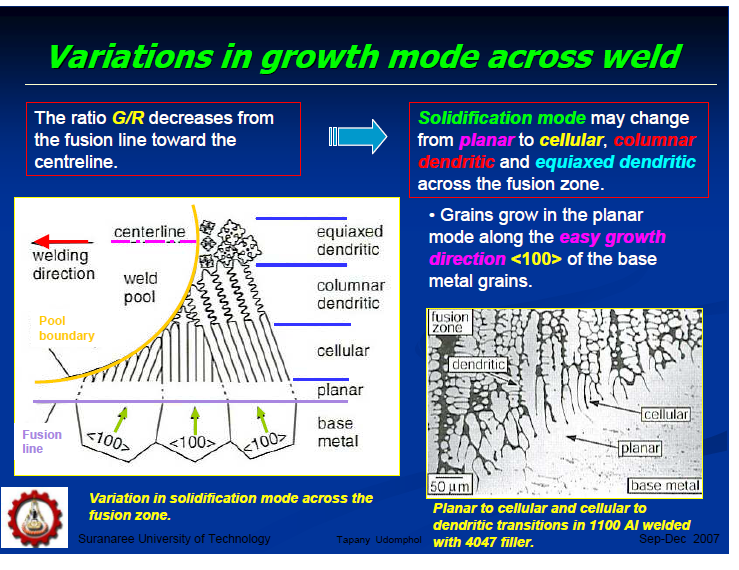 Variations in growth mode across weld
The ratio G/R decreases from
the fusion line toward the
centreline.
Solidification mode may change
from planar to cellular, columnar
dendritic and equiaxed dendritic
across the fusion zone.
• Grains grow in the planar
mode along the easy growth
direction <100> of the base
metal grains.
centerline
welding
direction
weld
pool
Pool
boundary
Fusion
line
equiaxed
dendritic
columnar
dendritic
cellular
planar
base
metal
<100>
<100>
<100>
fusion
zone
dendritic
cellular
planar
base metal
50 µm
Variation in solidification mode across the
fusion zone.
Planar to cellular and cellular to
dendritic transitions in 1100 Al welded
with 4047 filler.
Suranaree University of Technology
Tapany Udomphol
Sep-Dec 2007